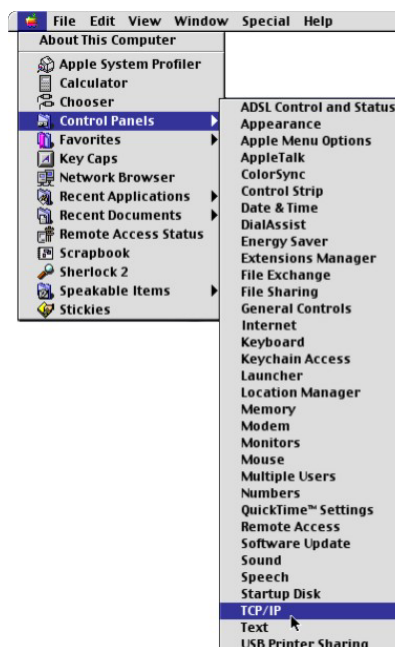 File Edit View Window Special Help
About This Computer
Apple System Profiler
Calculator
Chooser
Control Panels
Favorites
Key Caps
Network Browser
Recent Applications
Recent Documents
Remote Access Status
Scrapbook
Sherlock 2
Speakable Items
Stickies
ADSL Control and Status
Appearance
Apple Menu Options
AppleTalk
ColorSync
Control Strip
Date & Time
DialAssist
Energy Saver
Extensions Manager
File Exchange
File Sharing
General Controls
Internet
Keyboard
Keychain Access
Launcher
Location Manager
Memory
Modem
Monitors
Mouse
Multiple Users
Numbers
QuickTime™ Settings
Remote Access
Software Update
Sound
Speech
Startup Disk
TCP/IP
Text
USB Printer Sharing